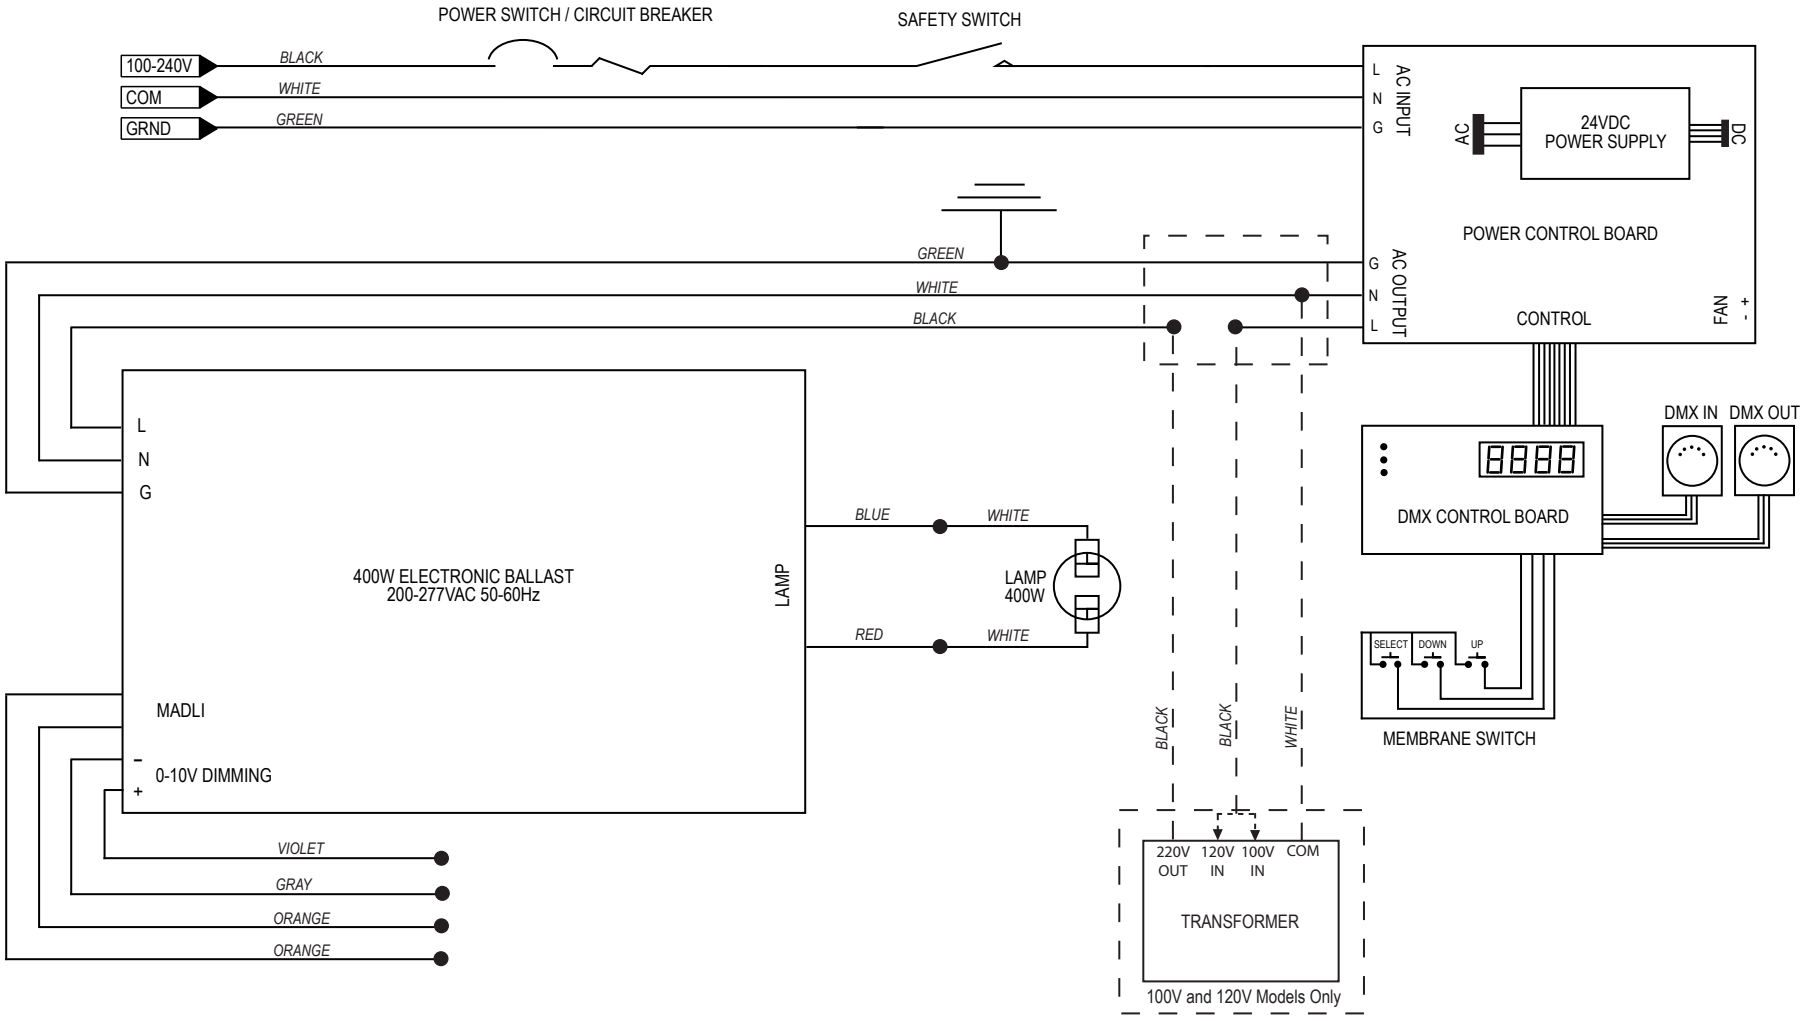 POWER SWITCH / CIRCUIT BREAKER
SAFETY SWITCH
100-240V
BLACK
COM
WHITE
GRND
GREEN
L
N
G
AC INPUT
AC
24VDC
POWER SUPPLY
DC
POWER CONTROL BOARD
GREEN
WHITE
BLACK
G
N
L
AC OUTPUT
CONTROL
FAN
+
-
L
N
G
400W ELECTRONIC BALLAST
200-277VAC 50-60Hz
LAMP
BLUE
WHITE
LAMP
400W
RED
WHITE
MADLI
-
0-10V DIMMING
+
VIOLET
GRAY
ORANGE
ORANGE
DMX IN
DMX OUT
8888
DMX CONTROL BOARD
SELECT
DOWN
UP
MEMBRANE SWITCH
BLACK
BLACK
WHITE
220V
OUT
120V
IN
100V
IN
COM
TRANSFORMER
100V and 120V Models Only